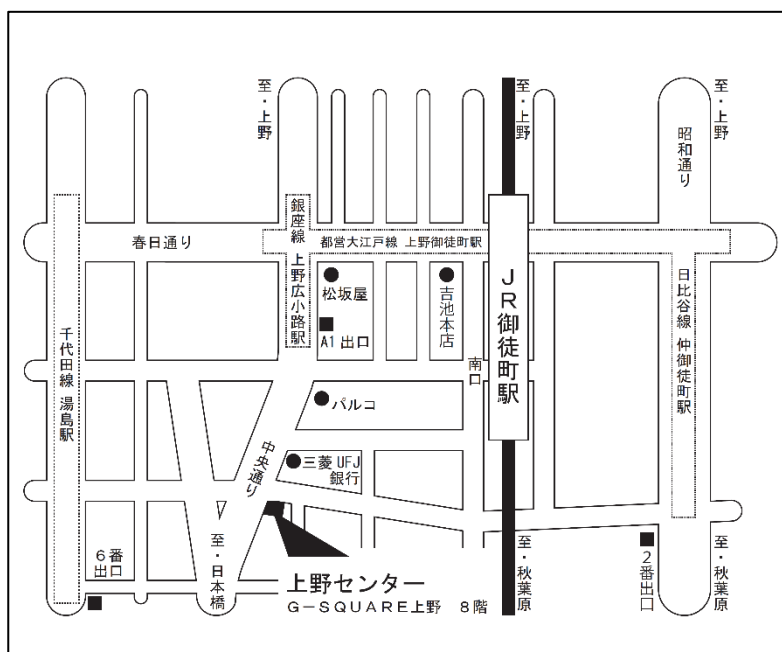 至・上野
至・上野
至・上野
昭和通り
春日通り
銀座線 上野広小路駅
都営大江戸線 上野御徒町駅
松坂屋
A1 出口
吉池本店
JR御徒町駅
南口
日比谷線 仲御徒町駅
千代田線 湯島駅
パルコ
中央通り
三菱 UFJ
銀行
6番
出口
至・日本橋
上野センター
G-SQUARE上野 8階
至・秋葉原
2番出口
至・秋葉原